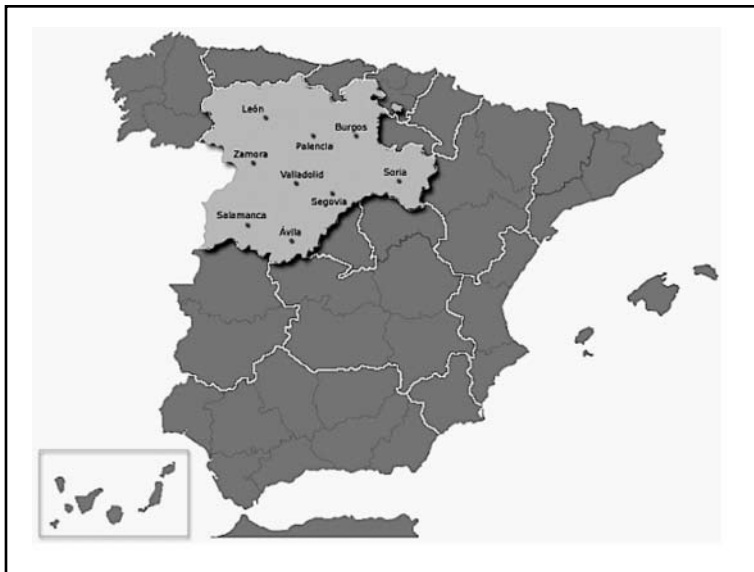 León
Burgos
Palencia
Zamora
Valladolid
Soria
Segovia
Salamanca
Ávila